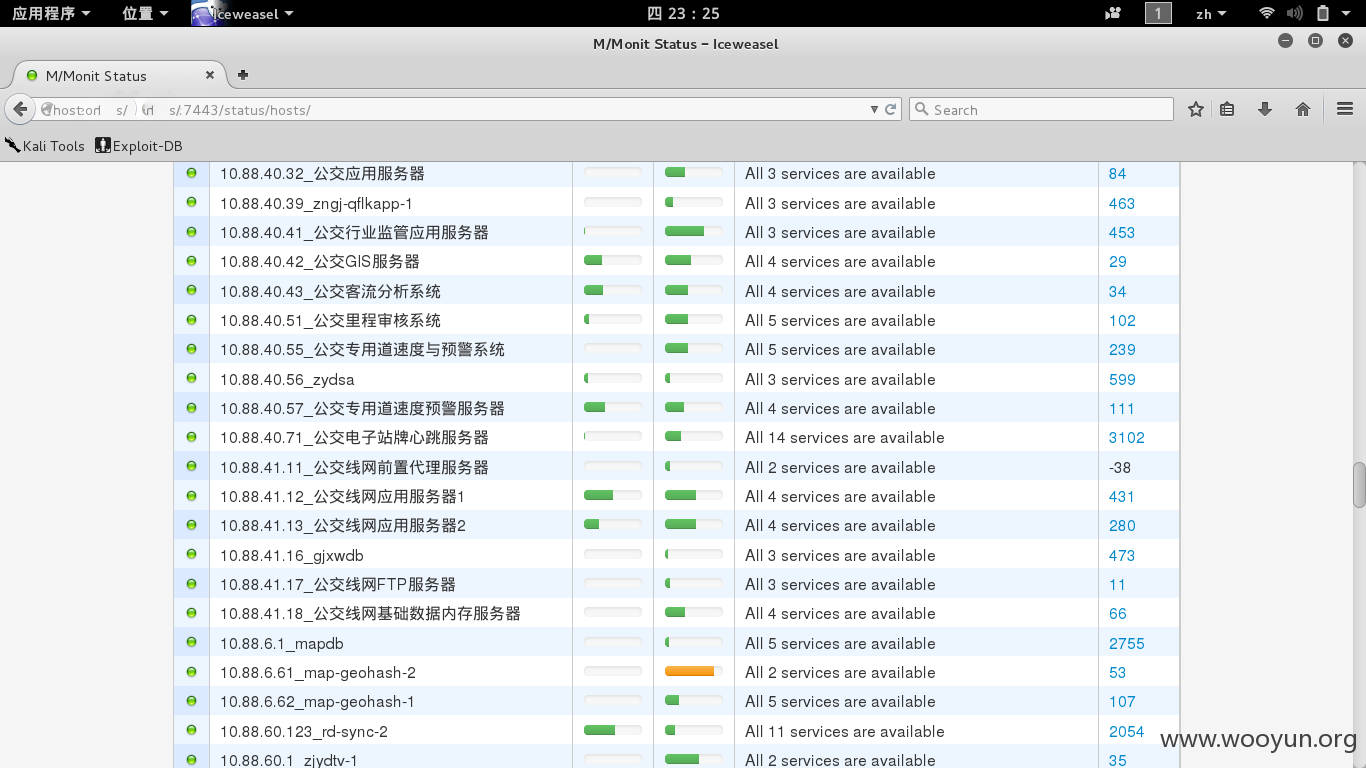 应用程序 位置 Iceweasel 四 23：25 1 zh
M/Monit Status – Iceweasel
M/Monit Status
s/:7443/status/hosts/ Search
Kali Tools Exploit-DB
10.88.40.32_公交应用服务器 All 3 services are available 84
10.88.40.39_zngj-qflkapp-1 All 3 services are available 463
10.88.40.41_公交行业监管应用服务器 All 3 services are available 453
10.88.40.42_公交GIS服务器 All 4 services are available 29
10.88.40.43_公交客流分析系统 All 4 services are available 34
10.88.40.51_公交里程审核系统 All 5 services are available 102
10.88.40.55_公交专用道速度与预警系统 All 5 services are available 239
10.88.40.56_zydsa All 3 services are available 599
10.88.40.57_公交专用道速度预警服务器 All 4 services are available 111
10.88.40.71_公交电子站牌心跳服务器 All 14 services are available 3102
10.88.41.11_公交线网前置代理服务器 All 2 services are available -38
10.88.41.12_公交线网应用服务器1 All 4 services are available 431
10.88.41.13_公交线网应用服务器2 All 4 services are available 280
10.88.41.16_gjxwdb All 3 services are available 473
10.88.41.17_公交线网FTP服务器 All 3 services are available 11
10.88.41.18_公交线网基础数据内存服务器 All 4 services are available 66
10.88.6.1_mapdb All 5 services are available 2755
10.88.6.61_map-geohash-2 All 2 services are available 53
10.88.6.62_map-geohash-1 All 5 services are available 107
10.88.60.123_rd-sync-2 All 11 services are available 2054
10.88.60.1_zjydtv-1 All 2 services are available 35
www.wooyun.org